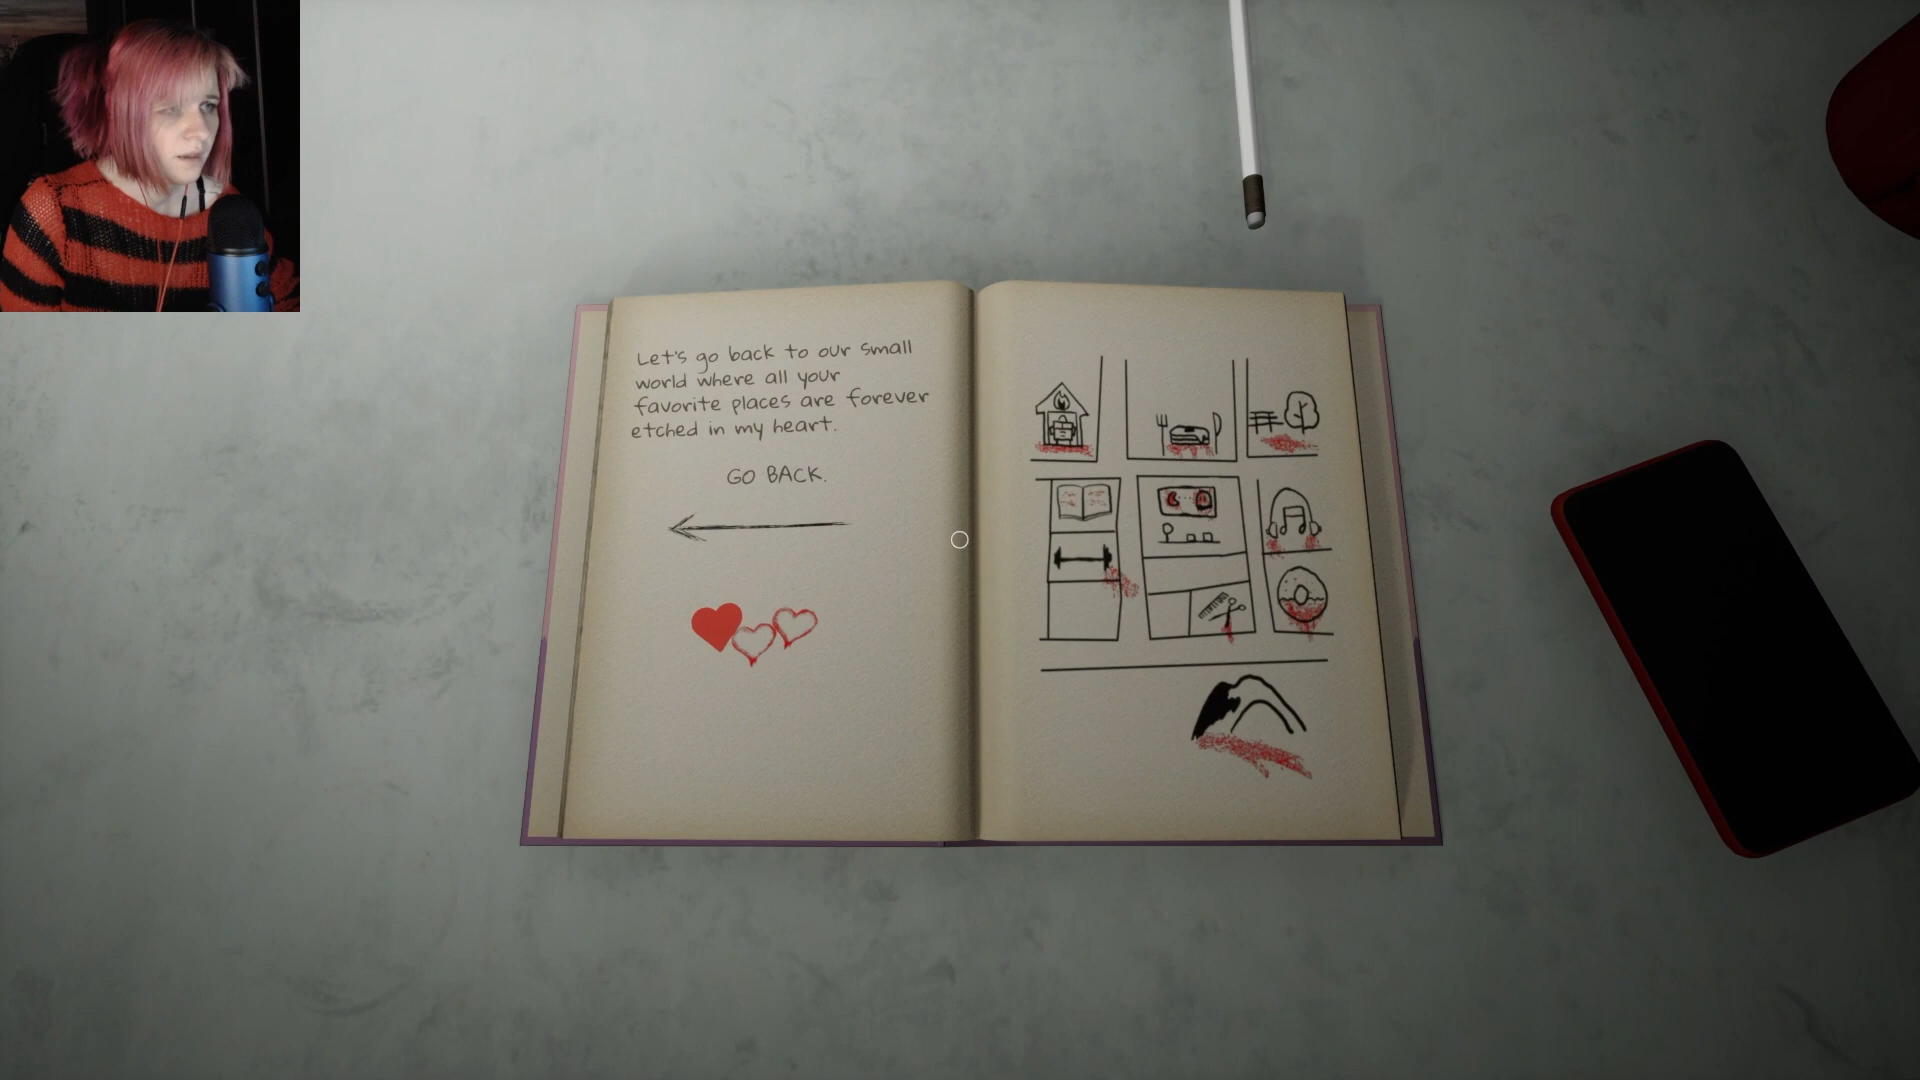 Let's go back to our small
world where all your
favorite places are forever
etched in my heart.
GO BACK.